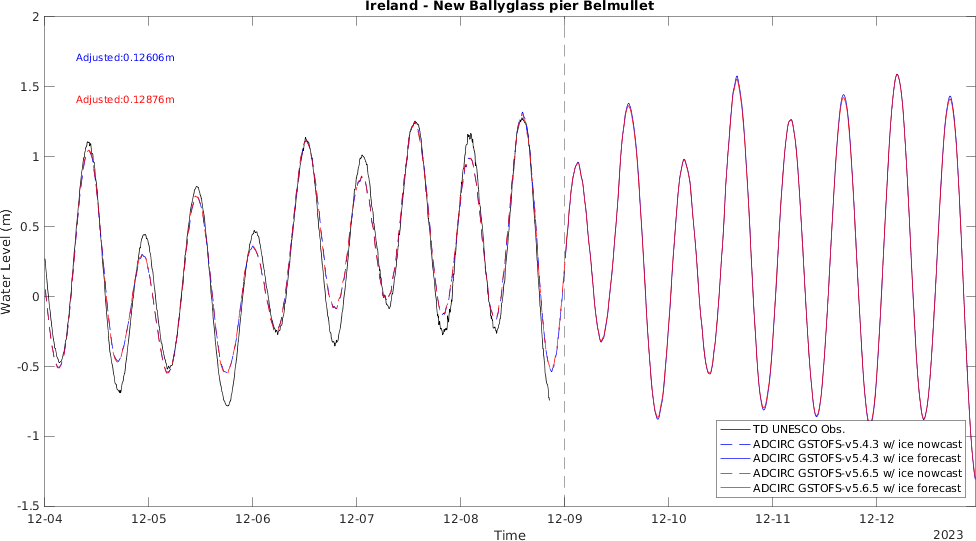 Ireland - New Ballyglass pier Belmullet
2
1.5
1
0.5
0
-0.5
-1
-1.5
Water Level (m)
Adjusted:0.12606m
Adjusted:0.12876m
TD UNESCO Obs.
ADCIRC GSTOFS-v5.4.3 w/ ice nowcast
ADCIRC GSTOFS-v5.4.3 w/ ice forecast
ADCIRC GSTOFS-v5.6.5 w/ ice nowcast
ADCIRC GSTOFS-v5.6.5 w/ ice forecast
12-04 12-05 12-06 12-07 12-08 12-09 12-10 12-11 12-12
Time
2023